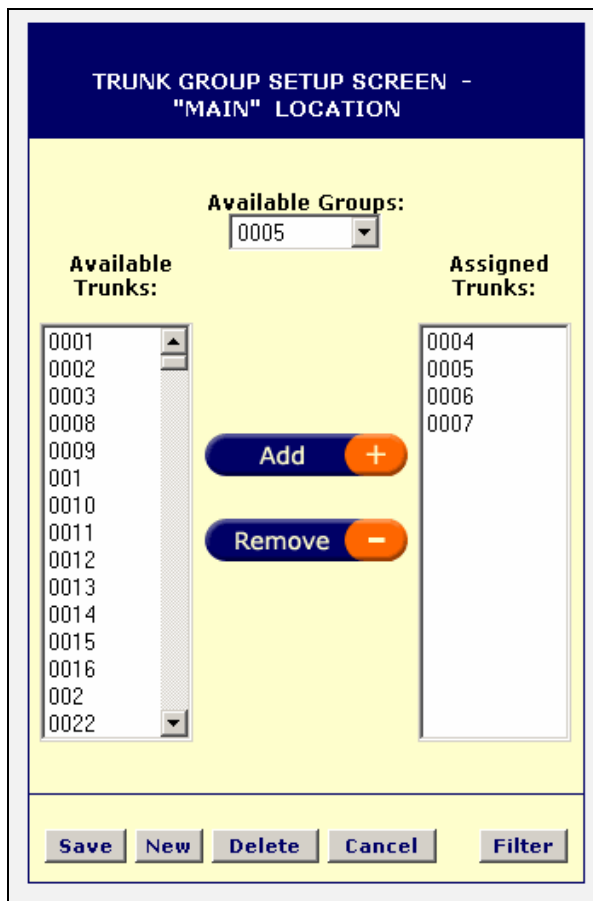 TRUNK GROUP SETUP SCREEN -
"MAIN" LOCATION
Available Groups:
0005
Available
Trunks:
0001
0002
0003
0008
0009
001
0010
0011
0012
0013
0014
0015
0016
002
0022
Add +
Remove -
Assigned
Trunks:
0004
0005
0006
0007
Save New Delete Cancel Filter